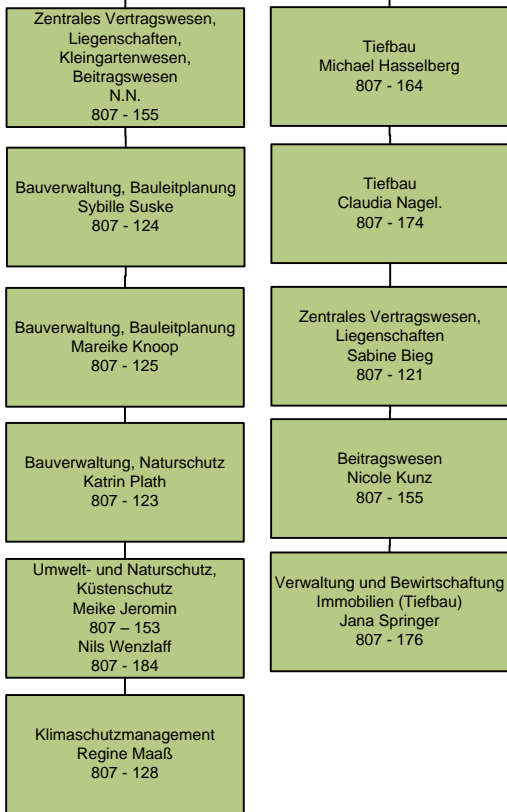 Zentrales Vertragswesen,
Liegenschaften,
Kleingartenwesen,
Beitragswesen
N.N.
807 - 155
Bauverwaltung, Bauleitplanung
Sybille Suske
807 - 124
Bauverwaltung, Bauleitplanung
Mareike Knoop
807 - 125
Bauverwaltung, Naturschutz
Katrin Plath
807 - 123
Umwelt- und Naturschutz,
Küstenschutz
Meike Jeromin
807 – 153
Nils Wenzlaff
807 - 184
Klimaschutzmanagement
Regine Maaß
807 - 128
Tiefbau
Michael Hasselberg
807 - 164
Tiefbau
Claudia Nagel.
807 - 174
Zentrales Vertragswesen,
Liegenschaften
Sabine Bieg
807 - 121
Beitragswesen
Nicole Kunz
807 - 155
Verwaltung und Bewirtschaftung
Immobilien (Tiefbau)
Jana Springer
807 - 176